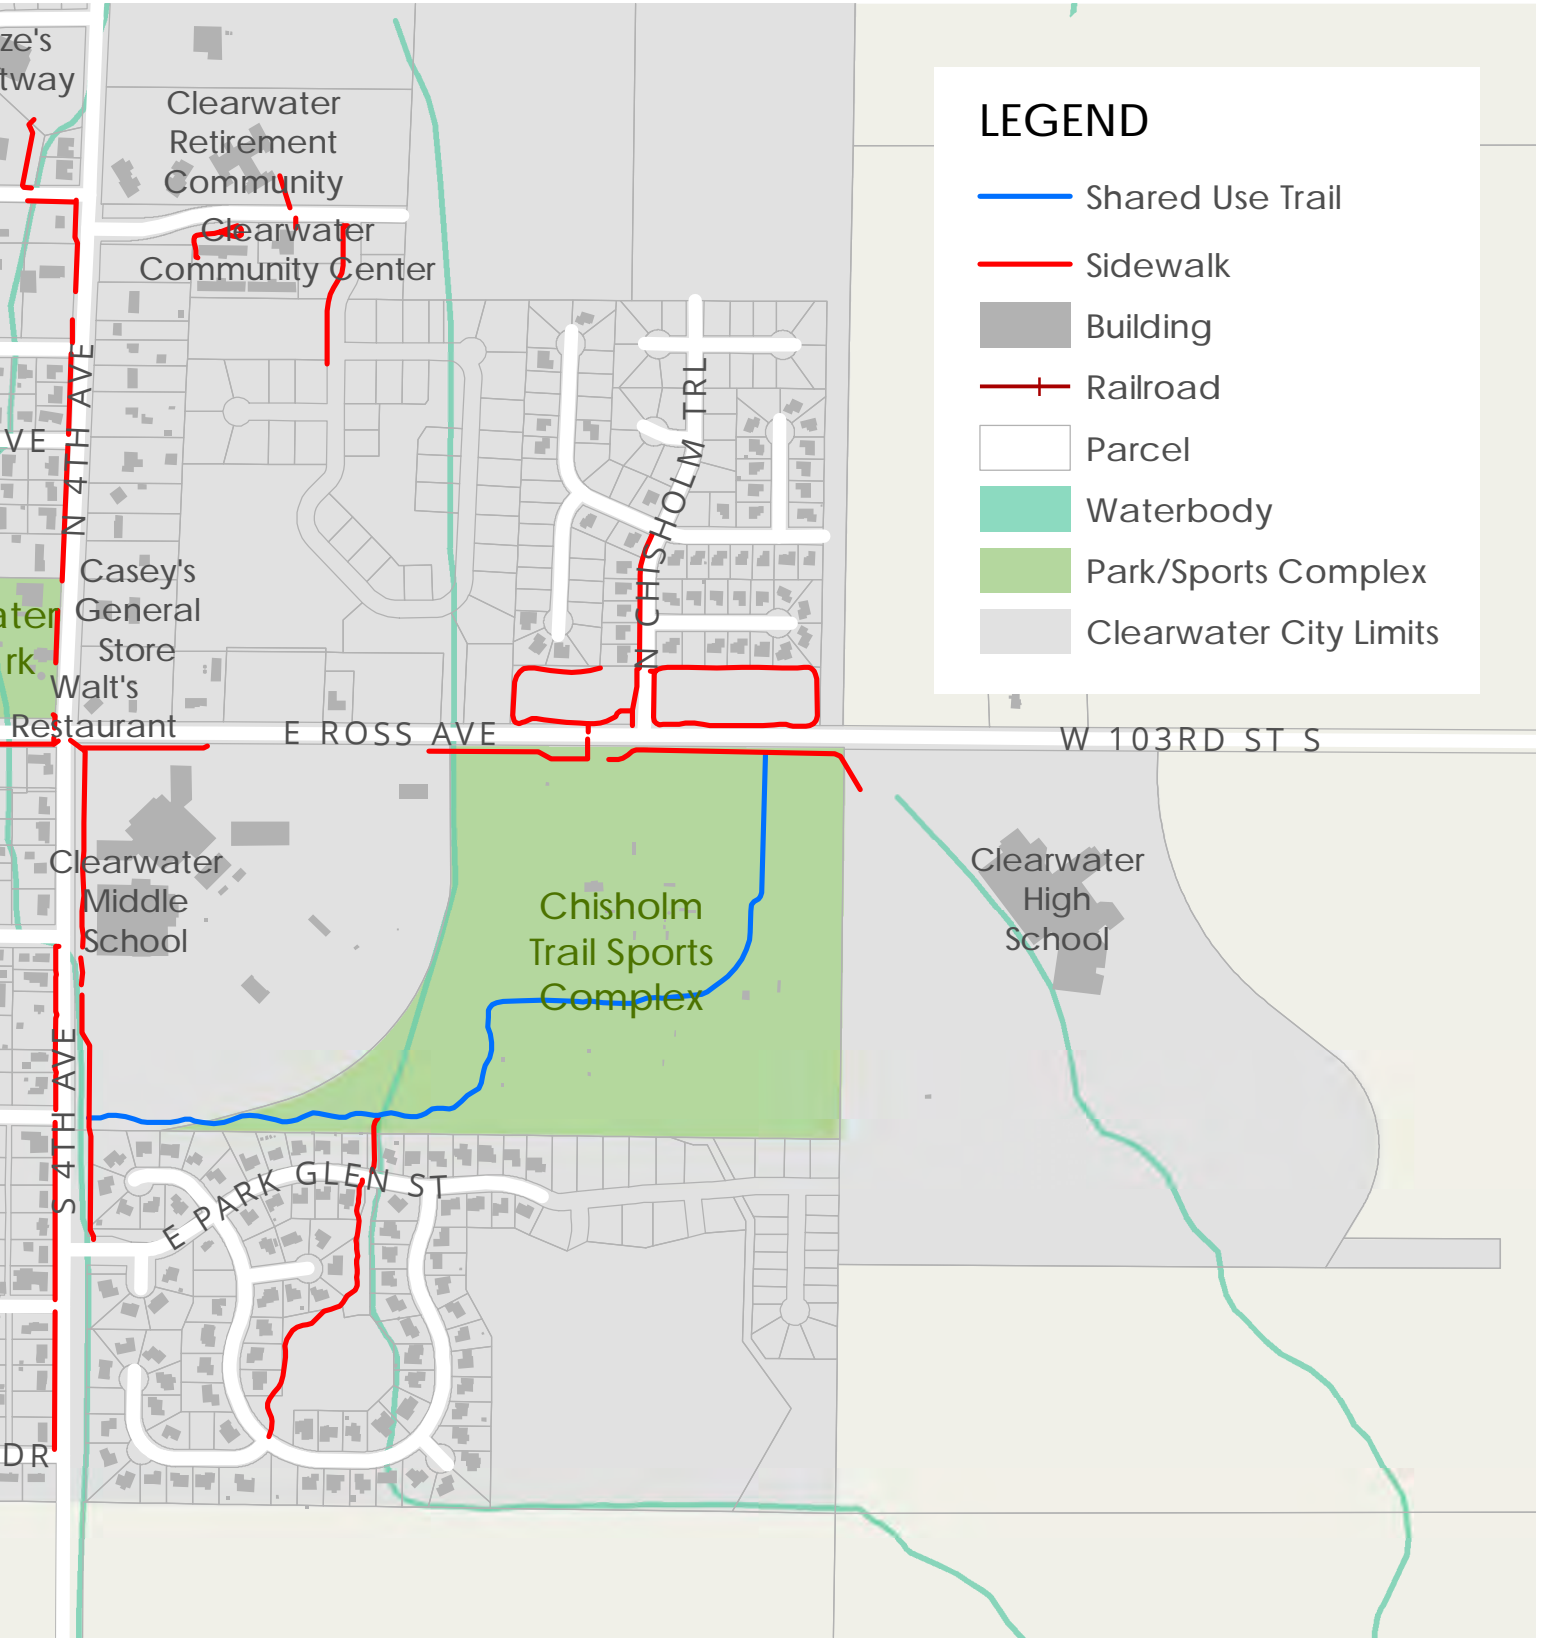 ze's
tway
Clearwater
Retirement
Community
Clearwater
Community Center
LEGEND
Shared Use Trail
Sidewalk
Building
Railroad
Parcel
Waterbody
Park/Sports Complex
Clearwater City Limits
N 4TH AVE
VE
N CHISHOLM TRL
Casey's
General
Store
ater
rk
Walt's
Restaurant
E ROSS AVE
W 103RD ST S
Clearwater
Middle
School
Chisholm
Trail Sports
Complex
Clearwater
High
School
S 4TH AVE
E PARK GLEN ST
DR